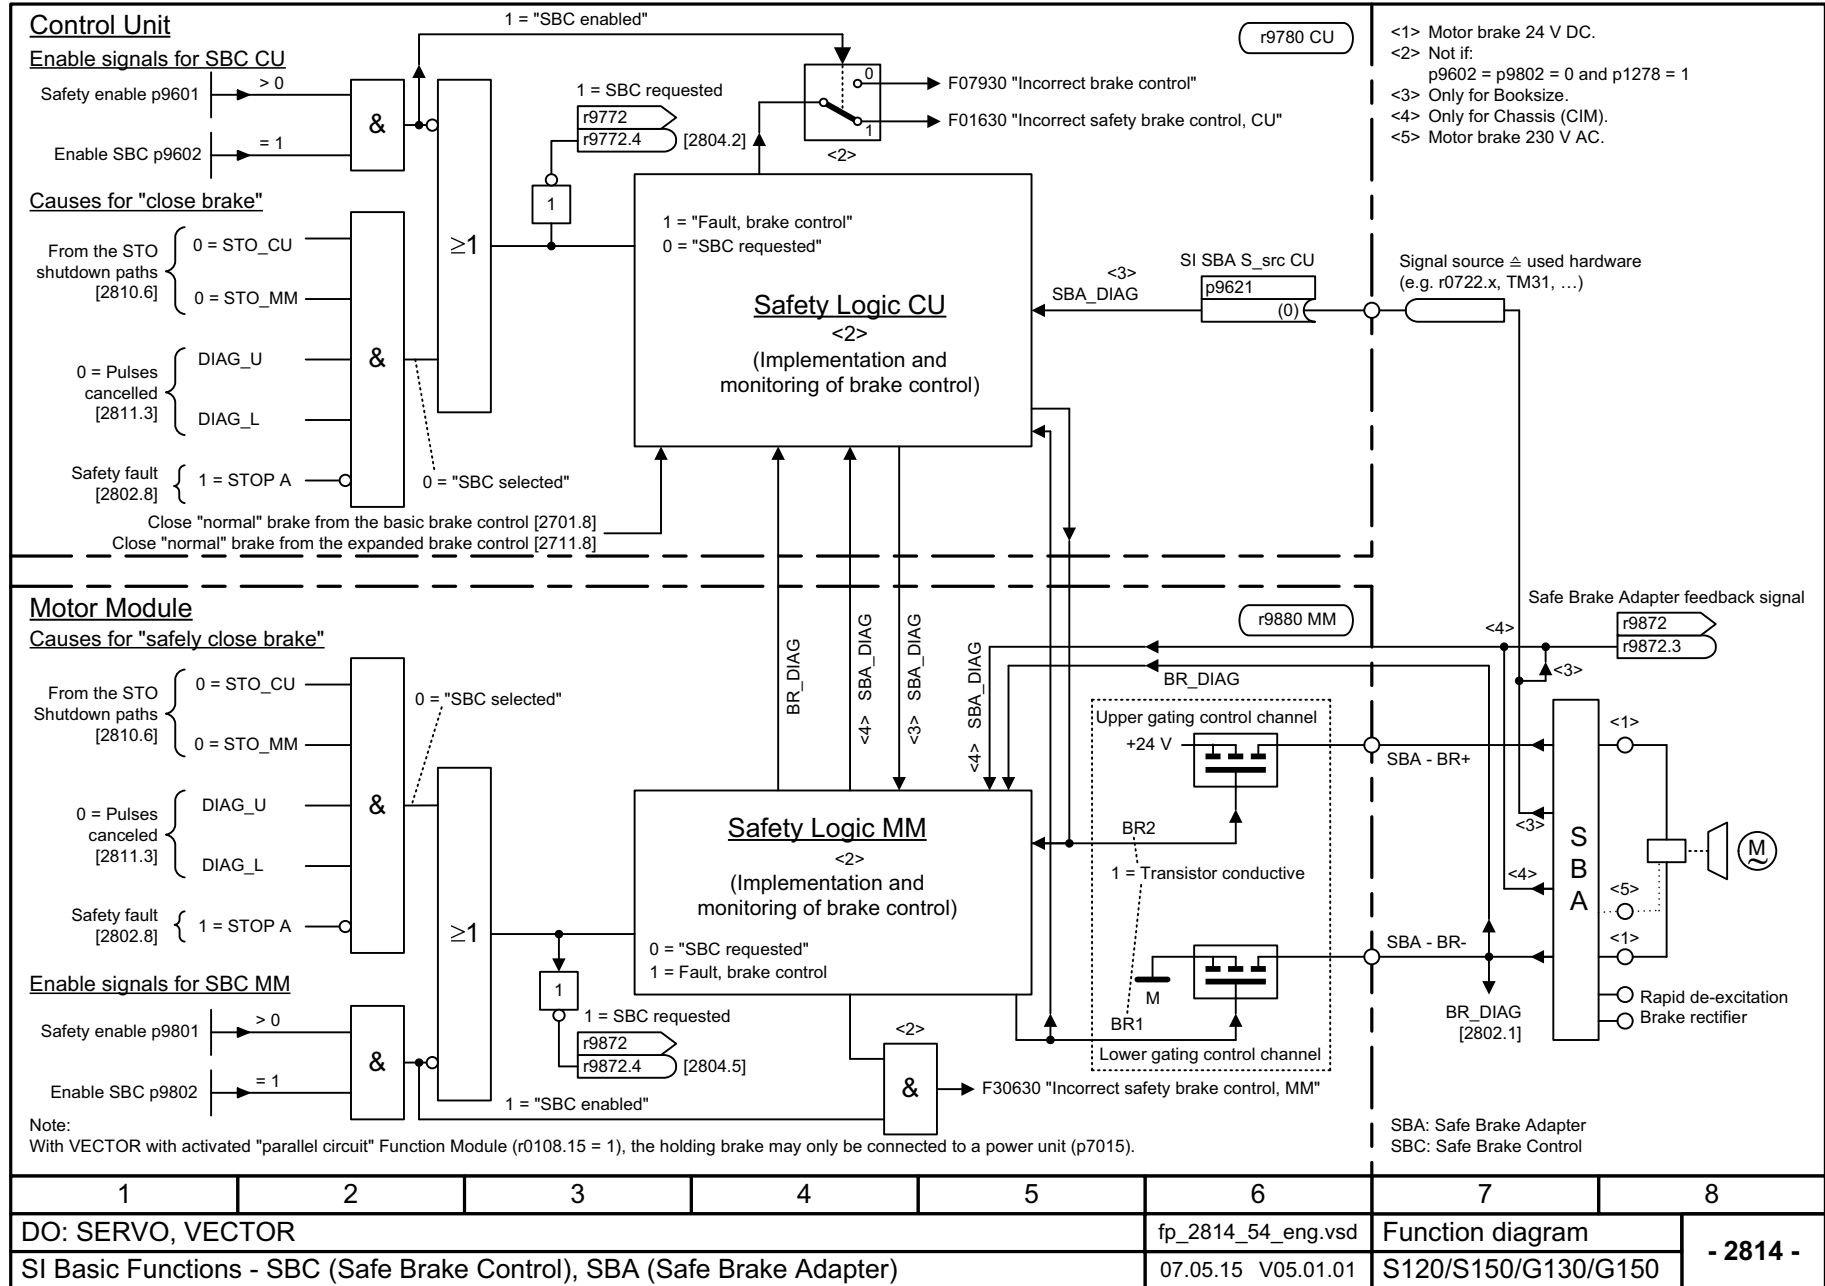 Control Unit
Enable signals for SBC CU
Safety enable p9601
> 0
Enable SBC p9602
= 1
&
1 = "SBC enabled"
Causes for "close brake"
From the STO
shutdown paths
[2810.6]
0 = STO_CU
0 = STO_MM
0 = Pulses
cancelled
[2811.3]
DIAG_U
DIAG_L
Safety fault
[2802.8]
1 = STOP A
&
≥1
0 = "SBC selected"
Close "normal" brake from the basic brake control [2701.8]
Close "normal" brake from the expanded brake control [2711.8]
1 = SBC requested
r9772
r9772.4
[2804.2]
1
0
1
<2>
F07930 "Incorrect brake control"
F01630 "Incorrect safety brake control, CU"
r9780 CU
1 = "Fault, brake control"
0 = "SBC requested"
Safety Logic CU
<2>
(Implementation and
monitoring of brake control)
<3>
SBA_DIAG
SI SBA S_src CU
p9621
(0)
<1> Motor brake 24 V DC.
<2> Not if:
p9602 = p9802 = 0 and p1278 = 1
<3> Only for Booksize.
<4> Only for Chassis (CIM).
<5> Motor brake 230 V AC.
Signal source ≙ used hardware
(e.g. r0722.x, TM31, …)
Motor Module
Causes for "safely close brake"
From the STO
Shutdown paths
[2810.6]
0 = STO_CU
0 = STO_MM
0 = Pulses
canceled
[2811.3]
DIAG_U
DIAG_L
Safety fault
[2802.8]
1 = STOP A
&
0 = "SBC selected"
≥1
Enable signals for SBC MM
Safety enable p9801
> 0
Enable SBC p9802
= 1
&
1 = "SBC enabled"
1
1 = SBC requested
r9872
r9872.4
[2804.5]
BR_DIAG
<4> SBA_DIAG
<3> SBA_DIAG
<4> SBA_DIAG
r9880 MM
BR_DIAG
Safety Logic MM
<2>
(Implementation and
monitoring of brake control)
0 = "SBC requested"
1 = Fault, brake control
<2>
&
F30630 "Incorrect safety brake control, MM"
Upper gating control channel
+24 V
BR2
1 = Transistor conductive
M
BR1
Lower gating control channel
Safe Brake Adapter feedback signal
r9872
r9872.3
<4>
<3>
SBA - BR+
<3>
<4>
SBA - BR-
BR_DIAG
[2802.1]
S
B
A
<1>
<5>
<1>
M
~
Rapid de-excitation
Brake rectifier
Note:
With VECTOR with activated "parallel circuit" Function Module (r0108.15 = 1), the holding brake may only be connected to a power unit (p7015).
SBA: Safe Brake Adapter
SBC: Safe Brake Control
1 2 3 4 5 6 7 8
DO: SERVO, VECTOR
fp_2814_54_eng.vsd
Function diagram
- 2814 -
SI Basic Functions - SBC (Safe Brake Control), SBA (Safe Brake Adapter)
07.05.15 V05.01.01
S120/S150/G130/G150